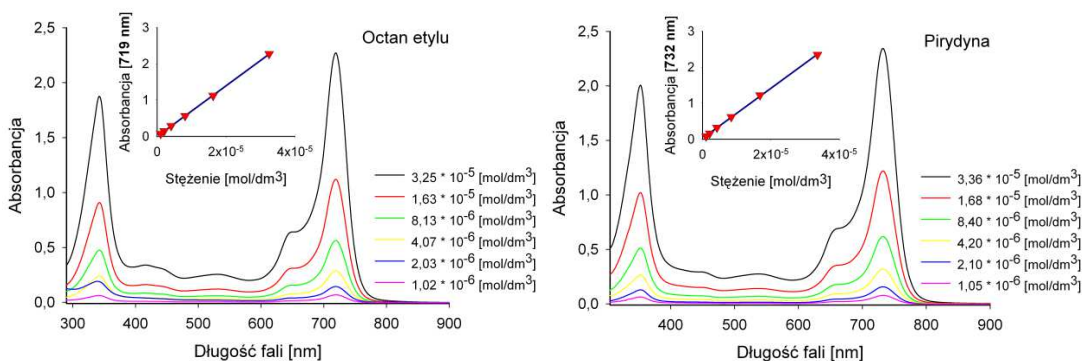 Octan etylu
Absorbancja [719 nm]
3
2
1
0
0
2x10-5
4x10-5
Stężenie [mol/dm3]
Absorbancja
2,5
2,0
1,5
1,0
0,5
0,0
3,25 * 10-5 [mol/dm3]
1,63 * 10-5 [mol/dm3]
8,13 * 10-6 [mol/dm3]
4,07 * 10-6 [mol/dm3]
2,03 * 10-6 [mol/dm3]
1,02 * 10-6 [mol/dm3]
300 400 500 600 700 800 900
Długość fali [nm]
Pirydyna
Absorbancja [732 nm]
3
2
1
0
0
2x10-5
4x10-5
Stężenie [mol/dm3]
Absorbancja
2,5
2,0
1,5
1,0
0,5
0,0
3,36 * 10-5 [mol/dm3]
1,68 * 10-5 [mol/dm3]
8,40 * 10-6 [mol/dm3]
4,20 * 10-6 [mol/dm3]
2,10 * 10-6 [mol/dm3]
1,05 * 10-6 [mol/dm3]
400 500 600 700 800 900
Długość fali [nm]